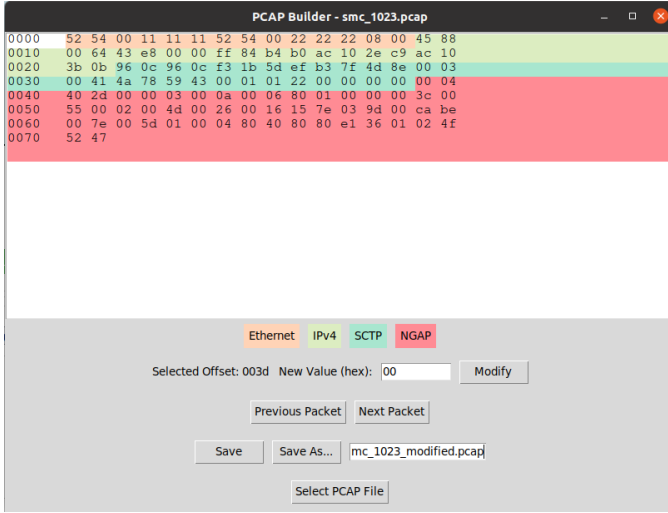 PCAP Builder - smc_1023.pcap
0000 52 54 00 11 11 11 52 54 00 22 22 22 08 00 45 88
0010 00 64 43 e8 00 00 ff 84 b4 b0 ac 10 2e c9 ac 10
0020 3b 0b 96 0c 96 0c f3 1b 5d ef b3 7f 4d 8e 00 03
0030 00 41 4a 78 59 43 00 01 01 22 00 00 00 00 00 04
0040 40 2d 00 00 03 00 0a 00 06 80 01 00 00 00 3c 00
0050 55 00 02 00 4d 00 26 00 16 15 7e 03 9d 00 ca be
0060 00 7e 00 5d 01 00 04 80 40 80 80 e1 36 01 02 4f
0070 52 47
Ethernet IPv4 SCTP NGAP
Selected Offset: 003d New Value (hex): 00 Modify
Previous Packet Next Packet
Save Save As... mc_1023_modified.pcap
Select PCAP File